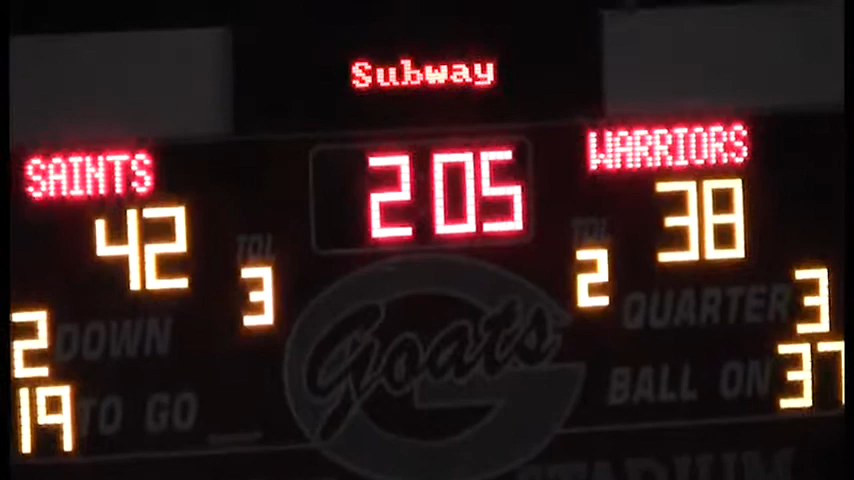 Subway
SAINTS 2 05 WARRIORS
42 38
TOL TOL
3 2
2 DOWN Goats QUARTER 3
19 TO GO BALL ON 37
STADIUM